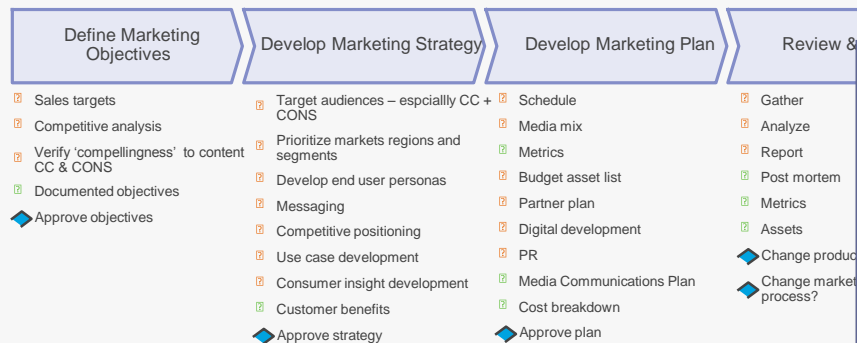 Define Marketing
Objectives
Sales targets
Competitive analysis
Verify ‘compellingness’ to content
CC & CONS
Documented objectives
Approve objectives
Develop Marketing Strategy
Target audiences – espciallly CC +
CONS
Prioritize markets regions and
segments
Develop end user personas
Messaging
Competitive positioning
Use case development
Consumer insight development
Customer benefits
Approve strategy
Develop Marketing Plan
Schedule
Media mix
Metrics
Budget asset list
Partner plan
Digital development
PR
Media Communications Plan
Cost breakdown
Approve plan
Review &
Gather
Analyze
Report
Post mortem
Metrics
Assets
Change
Change
process?